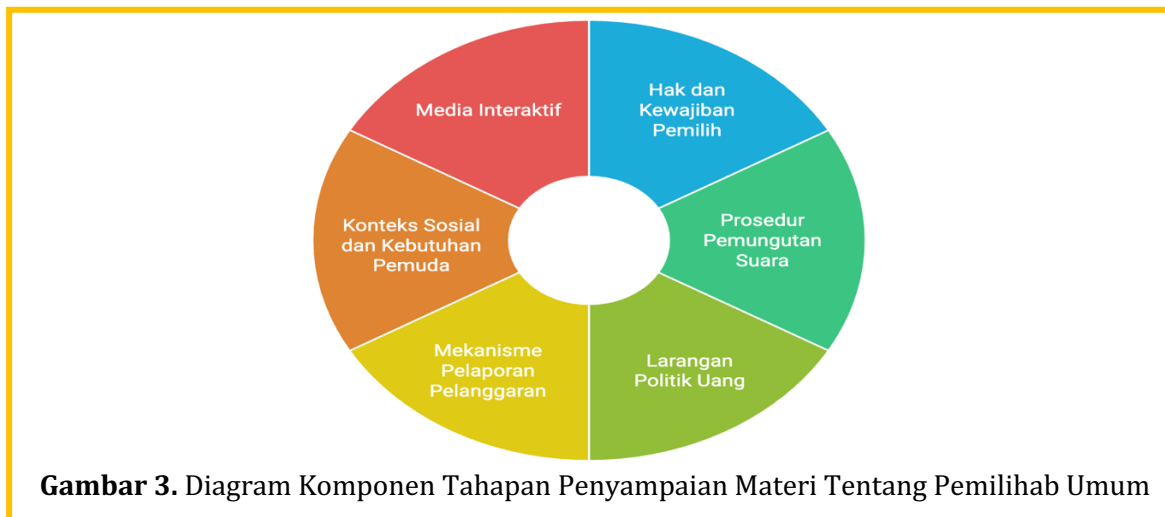 Media Interaktif
Hak dan
Kewajiban
Pemilih
Konteks Sosial
dan Kebutuhan
Pemuda
Prosedur
Pemungutan
Suara
Mekanisme
Pelaporan
Pelanggaran
Larangan
Politik Uang
Gambar 3. Diagram Komponen Tahapan Penyampaian Materi Tentang Pemilihab Umum